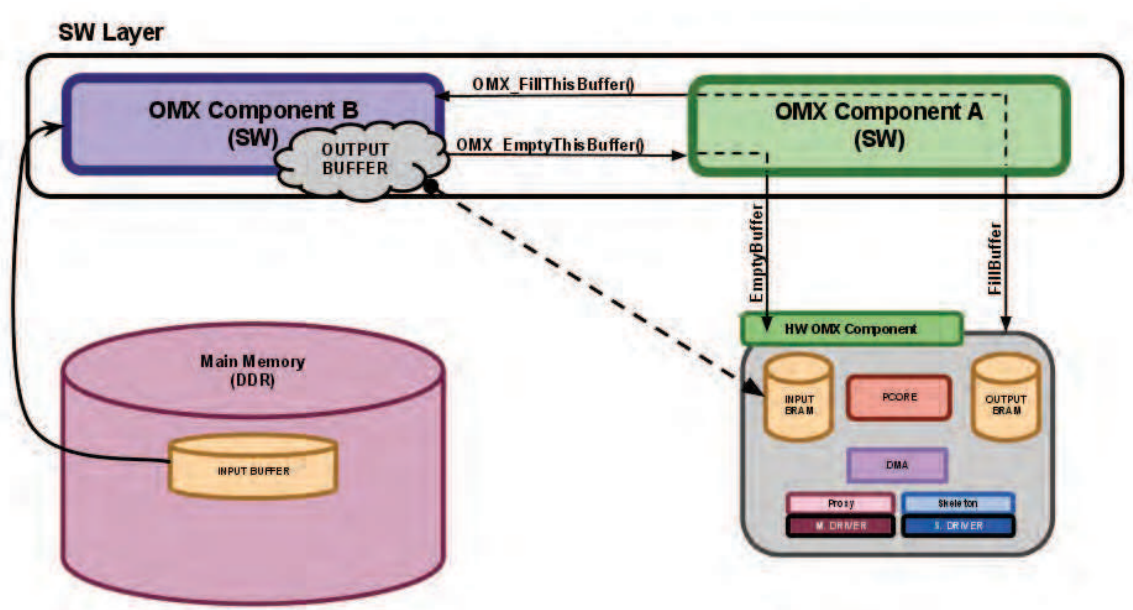 SW Layer
OMX Component B
(SW)
OUTPUT
BUFFER
OMX_FillThisBuffer()
OMX_EmptyThisBuffer()
OMX Component A
(SW)
EmptyBuffer
FillBuffer
HW OMX Component
INPUT
BRAM
PCORE
OUTPUT
BRAM
DMA
Proxy
Skeleton
M. DRIVER
S. DRIVER
Main Memory
(DDR)
INPUT BUFFER